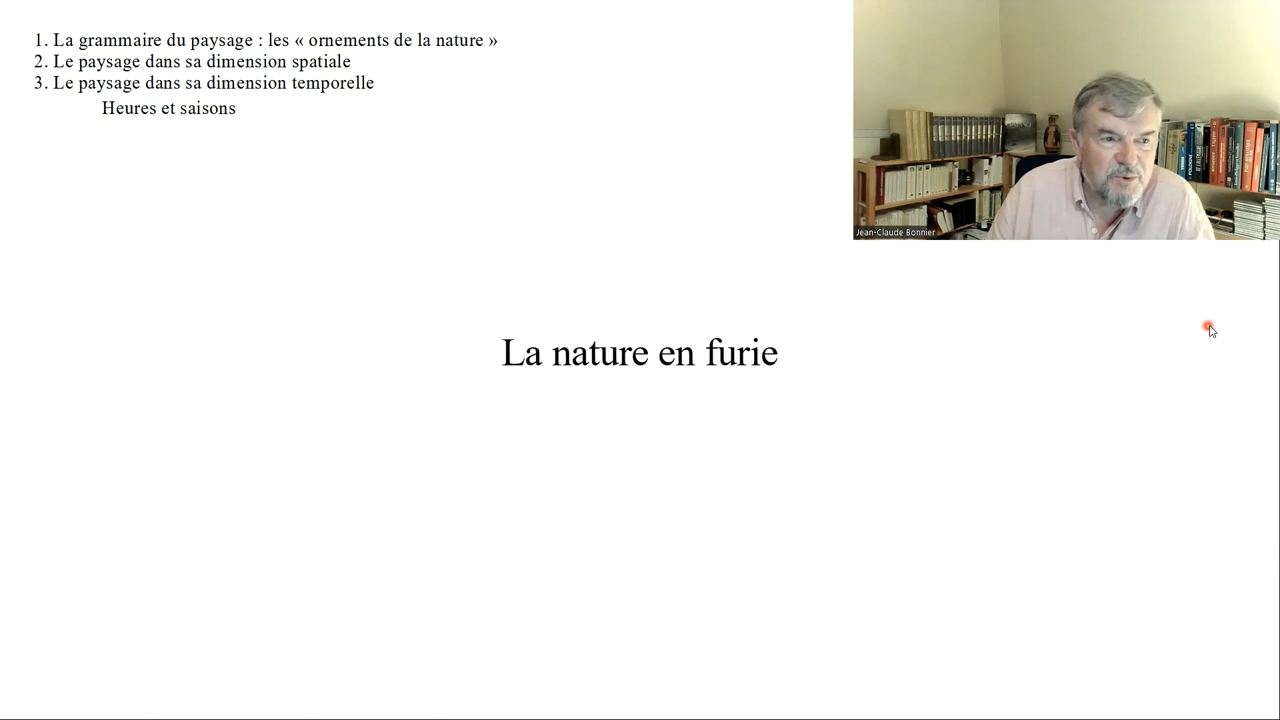 1. La grammaire du paysage : les « ornements de la nature »
2. Le paysage dans sa dimension spatiale
3. Le paysage dans sa dimension temporelle
Heures et saisons
Jean-Claude Bonnier
La nature en furie